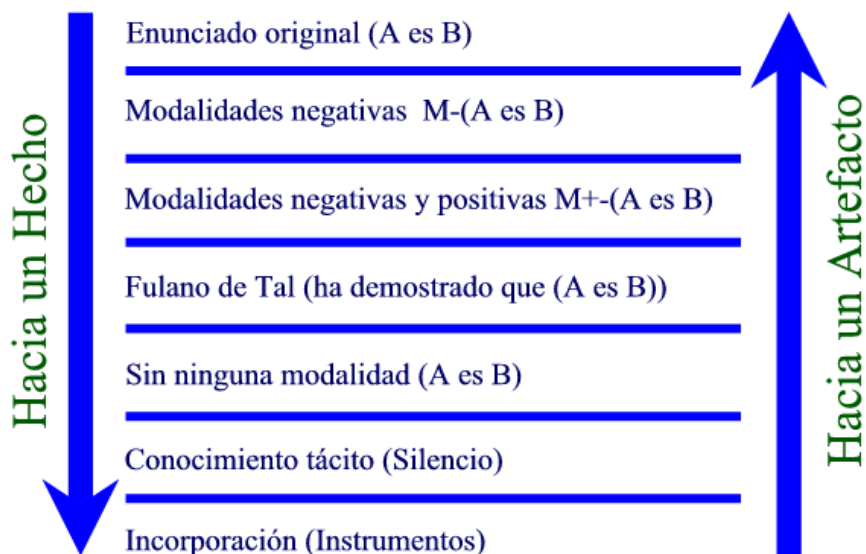 Enunciado original (A es B)
Modalidades negativas M-(A es B)
Modalidades negativas y positivas M+-(A es B)
Fulano de Tal (ha demostrado que (A es B))
Sin ninguna modalidad (A es B)
Conocimiento tácito (Silencio)
Incorporación (Instrumentos)
Hacia un Hecho
Hacia un Artefacto